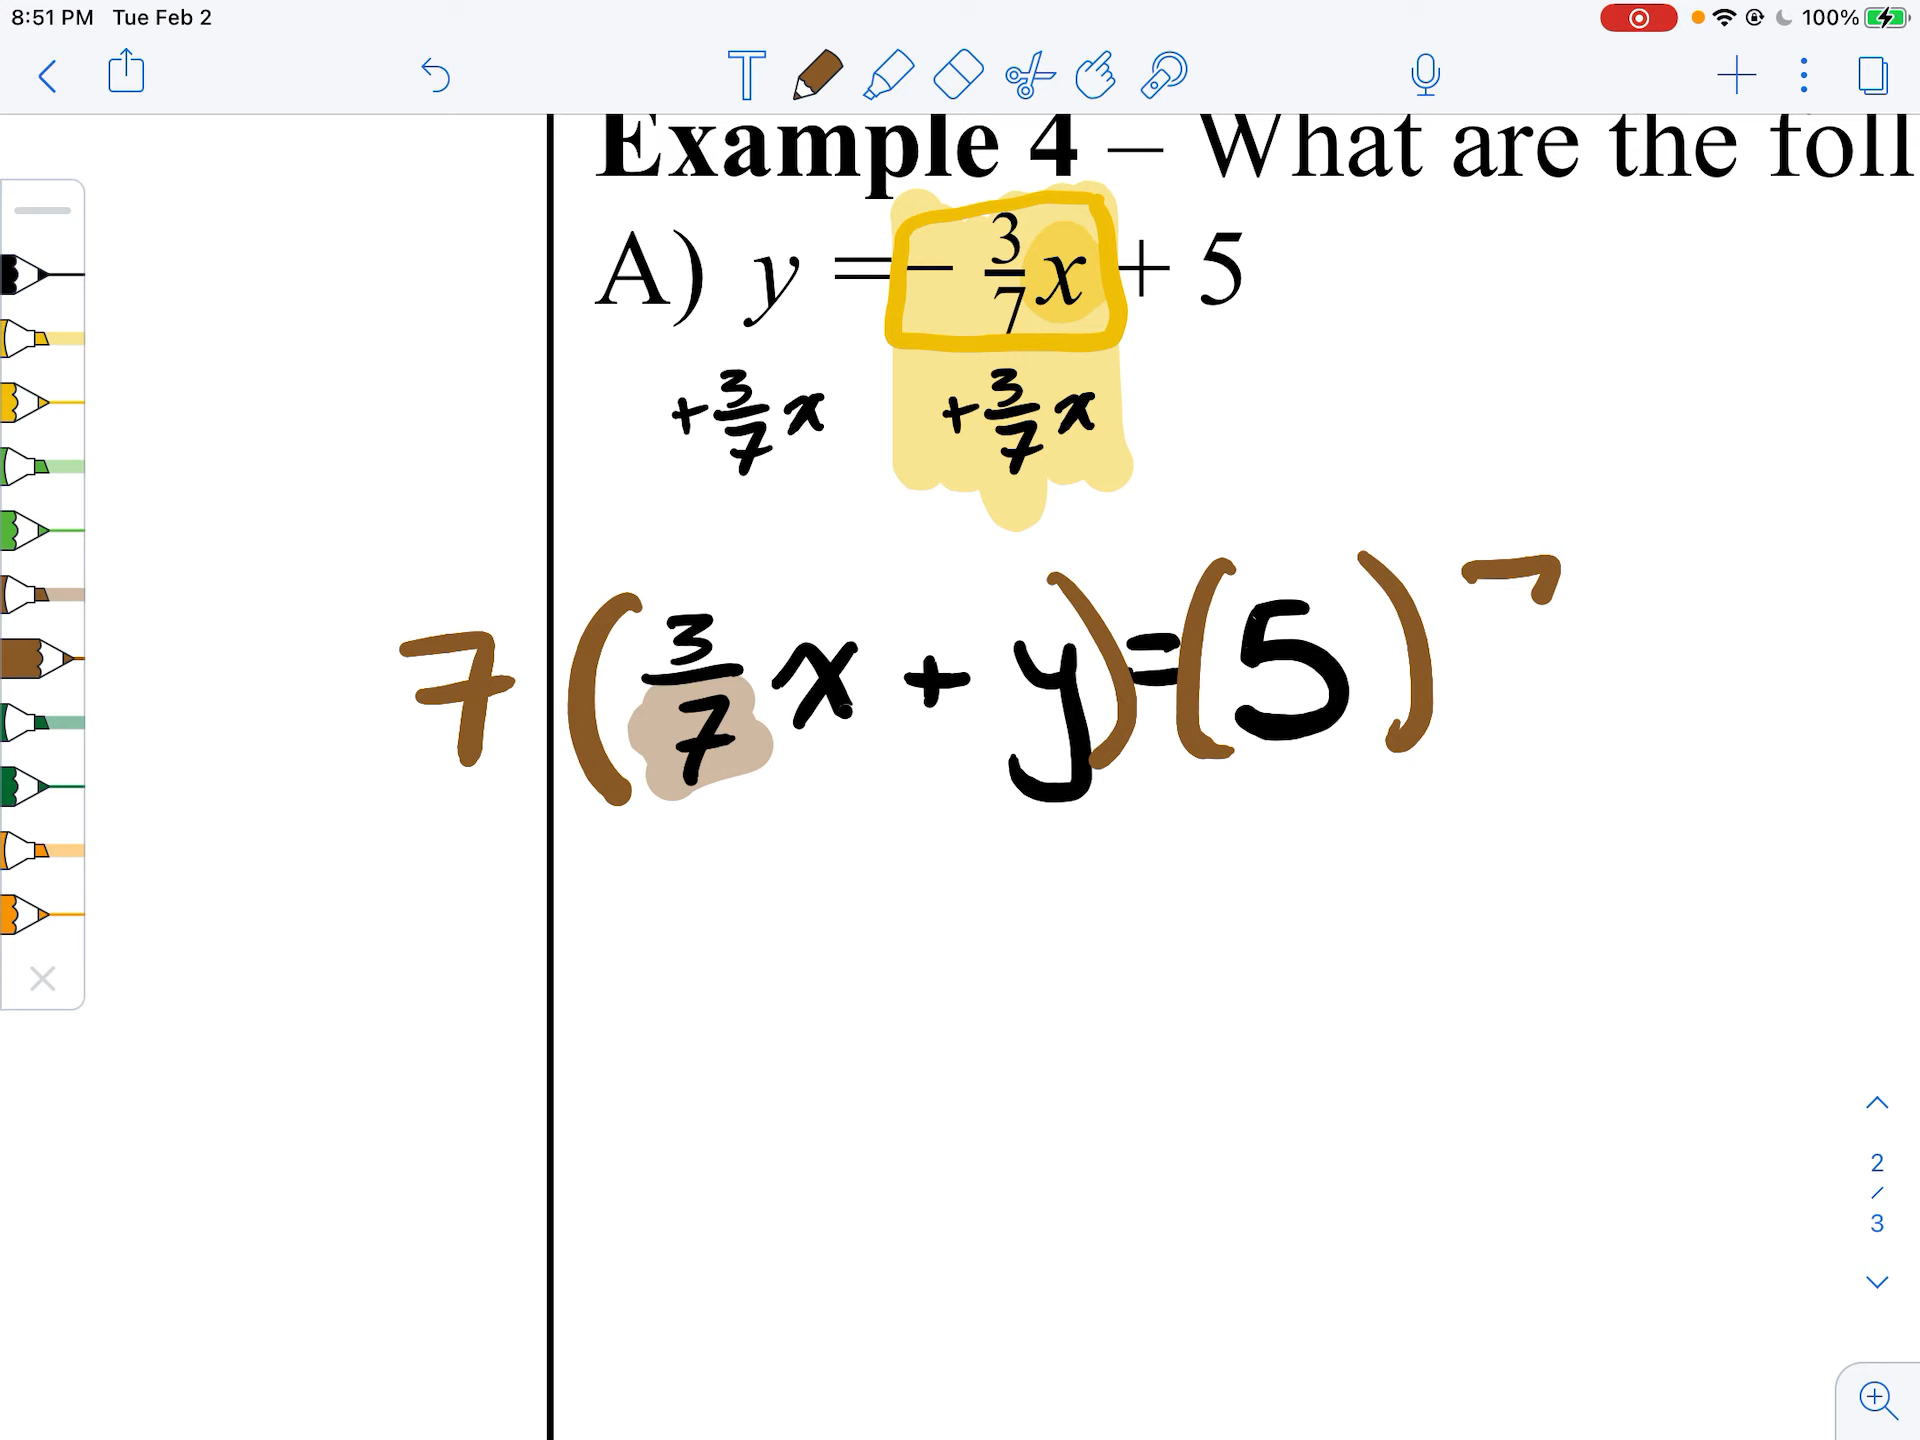 8:51 PM Tue Feb 2 100%
T
Example 4 – What are the foll
A) y = − 3/7 x + 5
+3/7x +3/7x
7(3/7x + y)=(5)7
2
/
3